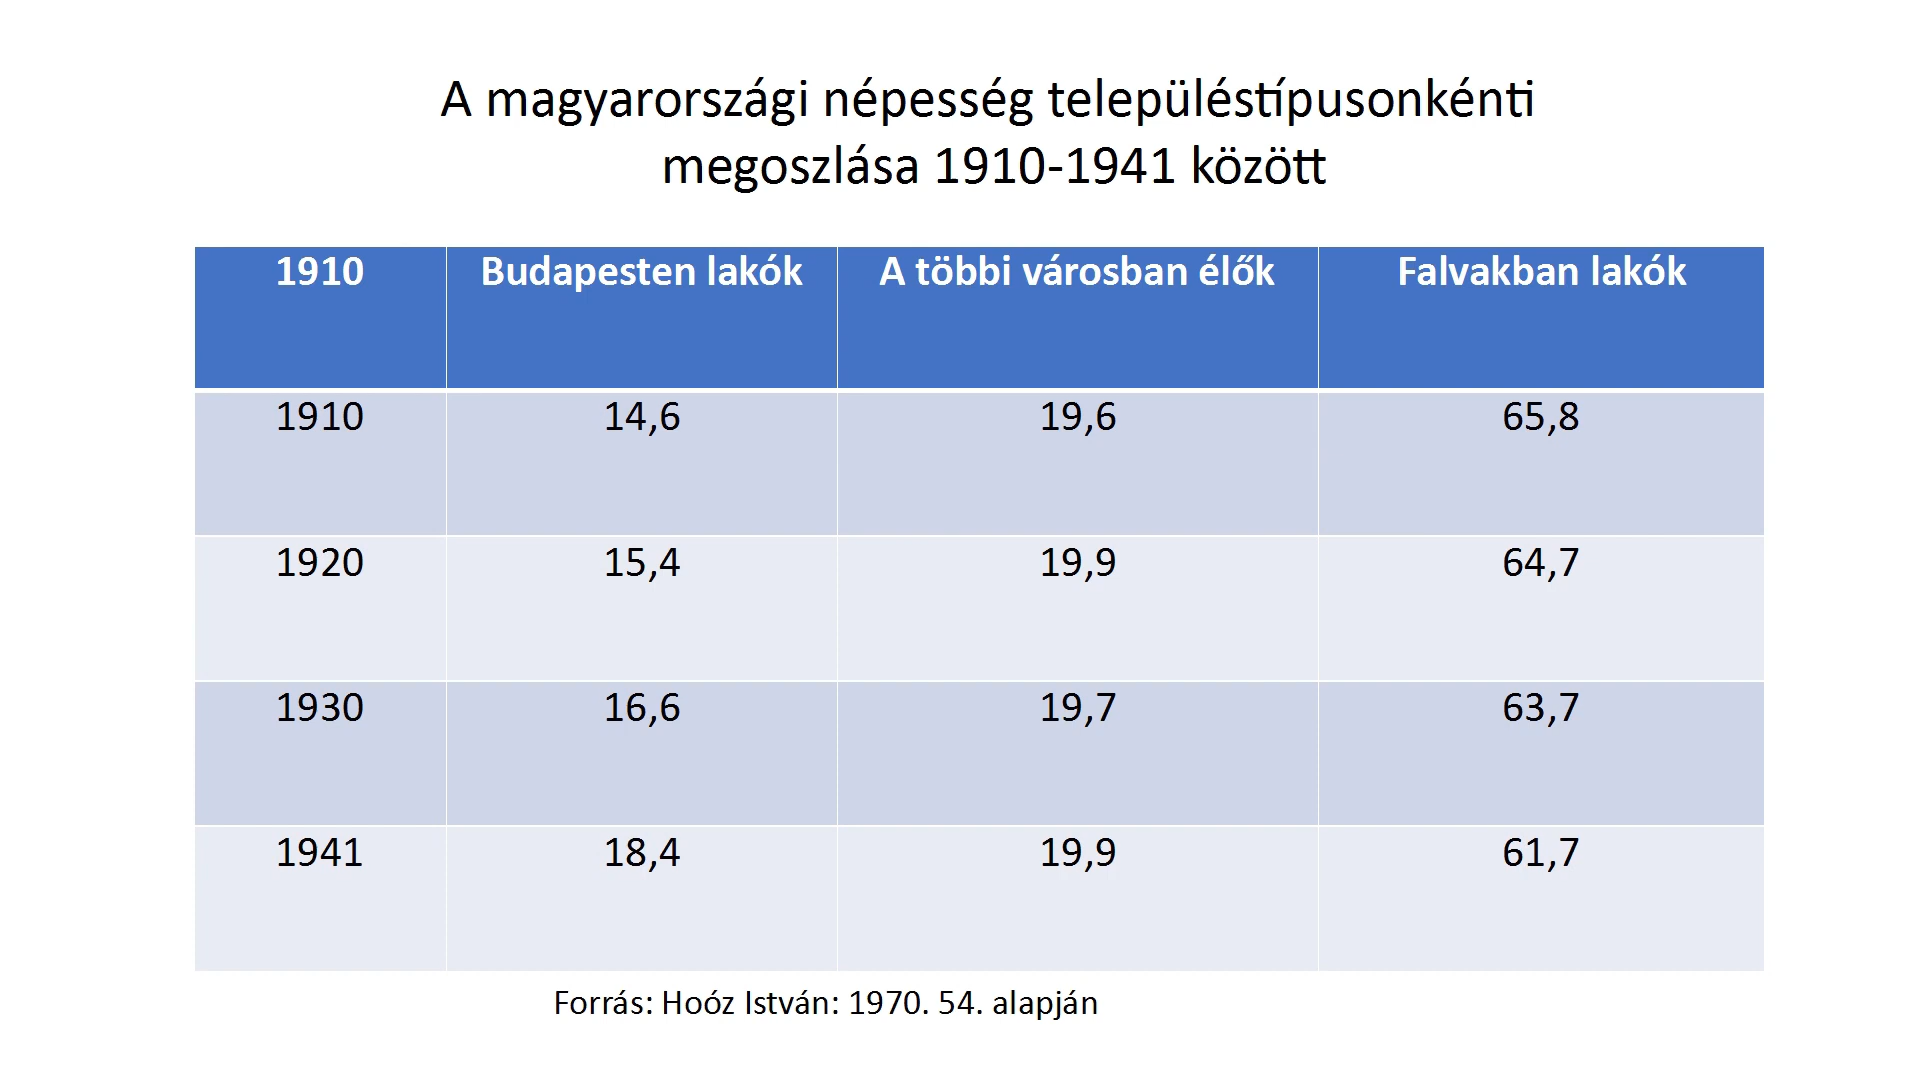 A magyarországi népesség településtípusonkénti
megoszlása 1910-1941 között
1910 Budapesten lakók A többi városban élők Falvakban lakók
1910 14,6 19,6 65,8
1920 15,4 19,9 64,7
1930 16,6 19,7 63,7
1941 18,4 19,9 61,7
Forrás: Hoóz István: 1970. 54. alapján